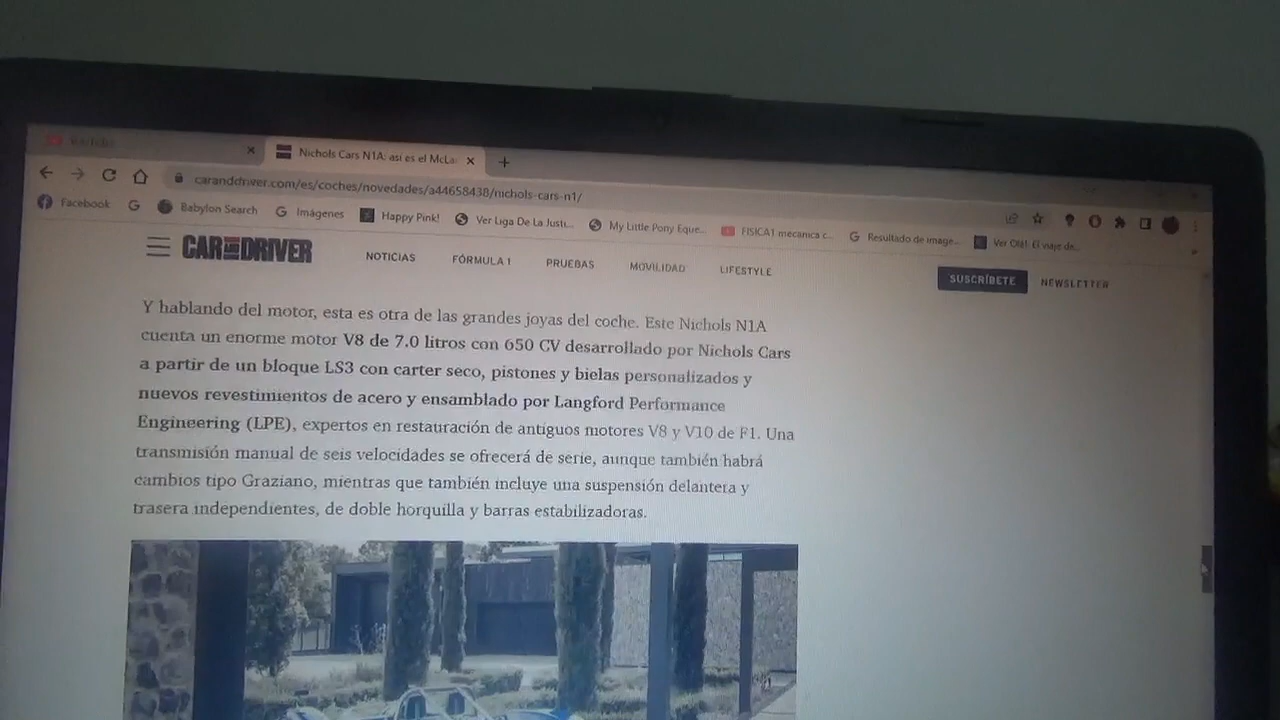 Nichols Cars N1A: así es el McLa
caranddriver.com/es/coches/novedades/a44658438/nichols-cars-n1/
Facebook
Babylon Search
Imágenes
Happy Pink!
Ver Liga De La Justi...
My Little Pony Eque...
FISICA1 mecanica c...
Resultado de image...
CAR AND DRIVER
NOTICIAS
FÓRMULA 1
PRUEBAS
MOVILIDAD
LIFESTYLE
SUSCRÍBETE
NEWSLETTER
Y hablando del motor, esta es otra de las grandes joyas del coche. Este Nichols N1A
cuenta un enorme motor V8 de 7.0 litros con 650 CV desarrollado por Nichols Cars
a partir de un bloque LS3 con carter seco, pistones y bielas personalizados y
nuevos revestimientos de acero y ensamblado por Langford Performance
Engineering (LPE), expertos en restauración de antiguos motores V8 y V10 de F1. Una
transmisión manual de seis velocidades se ofrecerá de serie, aunque también habrá
cambios tipo Graziano, mientras que también incluye una suspensión delantera y
trasera independientes, de doble horquilla y barras estabilizadoras.